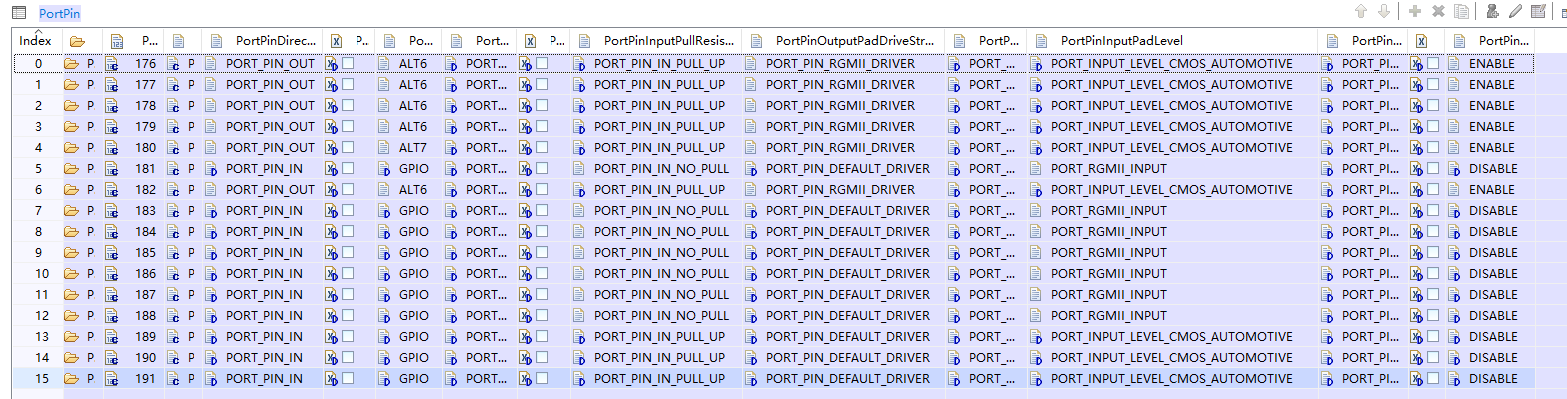 PortPin
Index P... PortPinDirec... P.. Po... Port... P... PortPinInputPullResis... PortPinOutputPadDriveStr... PortP... PortPinInputPadLevel PortPin... PortPin...
0 P 176 P PORT_PIN_OUT ALT6 PORT... PORT_PIN_IN_PULL_UP PORT_PIN_RGMII_DRIVER PORT_... PORT_INPUT_LEVEL_CMOS_AUTOMOTIVE PORT_PI... ENABLE
1 P 177 P PORT_PIN_OUT ALT6 PORT... PORT_PIN_IN_PULL_UP PORT_PIN_RGMII_DRIVER PORT_... PORT_INPUT_LEVEL_CMOS_AUTOMOTIVE PORT_PI... ENABLE
2 P 178 P PORT_PIN_OUT ALT6 PORT... PORT_PIN_IN_PULL_UP PORT_PIN_RGMII_DRIVER PORT_... PORT_INPUT_LEVEL_CMOS_AUTOMOTIVE PORT_PI... ENABLE
3 P 179 P PORT_PIN_OUT ALT6 PORT... PORT_PIN_IN_PULL_UP PORT_PIN_RGMII_DRIVER PORT_... PORT_INPUT_LEVEL_CMOS_AUTOMOTIVE PORT_PI... ENABLE
4 P 180 P PORT_PIN_OUT ALT7 PORT... PORT_PIN_IN_PULL_UP PORT_PIN_RGMII_DRIVER PORT_... PORT_INPUT_LEVEL_CMOS_AUTOMOTIVE PORT_PI... ENABLE
5 P 181 P PORT_PIN_IN GPIO PORT... PORT_PIN_IN_NO_PULL PORT_PIN_DEFAULT_DRIVER PORT_... PORT_RGMII_INPUT PORT_PI... DISABLE
6 P 182 P PORT_PIN_OUT ALT6 PORT... PORT_PIN_IN_PULL_UP PORT_PIN_RGMII_DRIVER PORT_... PORT_INPUT_LEVEL_CMOS_AUTOMOTIVE PORT_PI... ENABLE
7 P 183 P PORT_PIN_IN GPIO PORT... PORT_PIN_IN_NO_PULL PORT_PIN_DEFAULT_DRIVER PORT_... PORT_RGMII_INPUT PORT_PI... DISABLE
8 P 184 P PORT_PIN_IN GPIO PORT... PORT_PIN_IN_NO_PULL PORT_PIN_DEFAULT_DRIVER PORT_... PORT_RGMII_INPUT PORT_PI... DISABLE
9 P 185 P PORT_PIN_IN GPIO PORT... PORT_PIN_IN_NO_PULL PORT_PIN_DEFAULT_DRIVER PORT_... PORT_RGMII_INPUT PORT_PI... DISABLE
10 P 186 P PORT_PIN_IN GPIO PORT... PORT_PIN_IN_NO_PULL PORT_PIN_DEFAULT_DRIVER PORT_... PORT_RGMII_INPUT PORT_PI... DISABLE
11 P 187 P PORT_PIN_IN GPIO PORT... PORT_PIN_IN_NO_PULL PORT_PIN_DEFAULT_DRIVER PORT_... PORT_RGMII_INPUT PORT_PI... DISABLE
12 P 188 P PORT_PIN_IN GPIO PORT... PORT_PIN_IN_NO_PULL PORT_PIN_DEFAULT_DRIVER PORT_... PORT_RGMII_INPUT PORT_PI... DISABLE
13 P 189 P PORT_PIN_IN GPIO PORT... PORT_PIN_IN_PULL_UP PORT_PIN_DEFAULT_DRIVER PORT_... PORT_INPUT_LEVEL_CMOS_AUTOMOTIVE PORT_PI... DISABLE
14 P 190 P PORT_PIN_IN GPIO PORT... PORT_PIN_IN_PULL_UP PORT_PIN_DEFAULT_DRIVER PORT_... PORT_INPUT_LEVEL_CMOS_AUTOMOTIVE PORT_PI... DISABLE
15 P 191 P PORT_PIN_IN GPIO PORT... PORT_PIN_IN_PULL_UP PORT_PIN_DEFAULT_DRIVER PORT_... PORT_INPUT_LEVEL_CMOS_AUTOMOTIVE PORT_PI... DISABLE